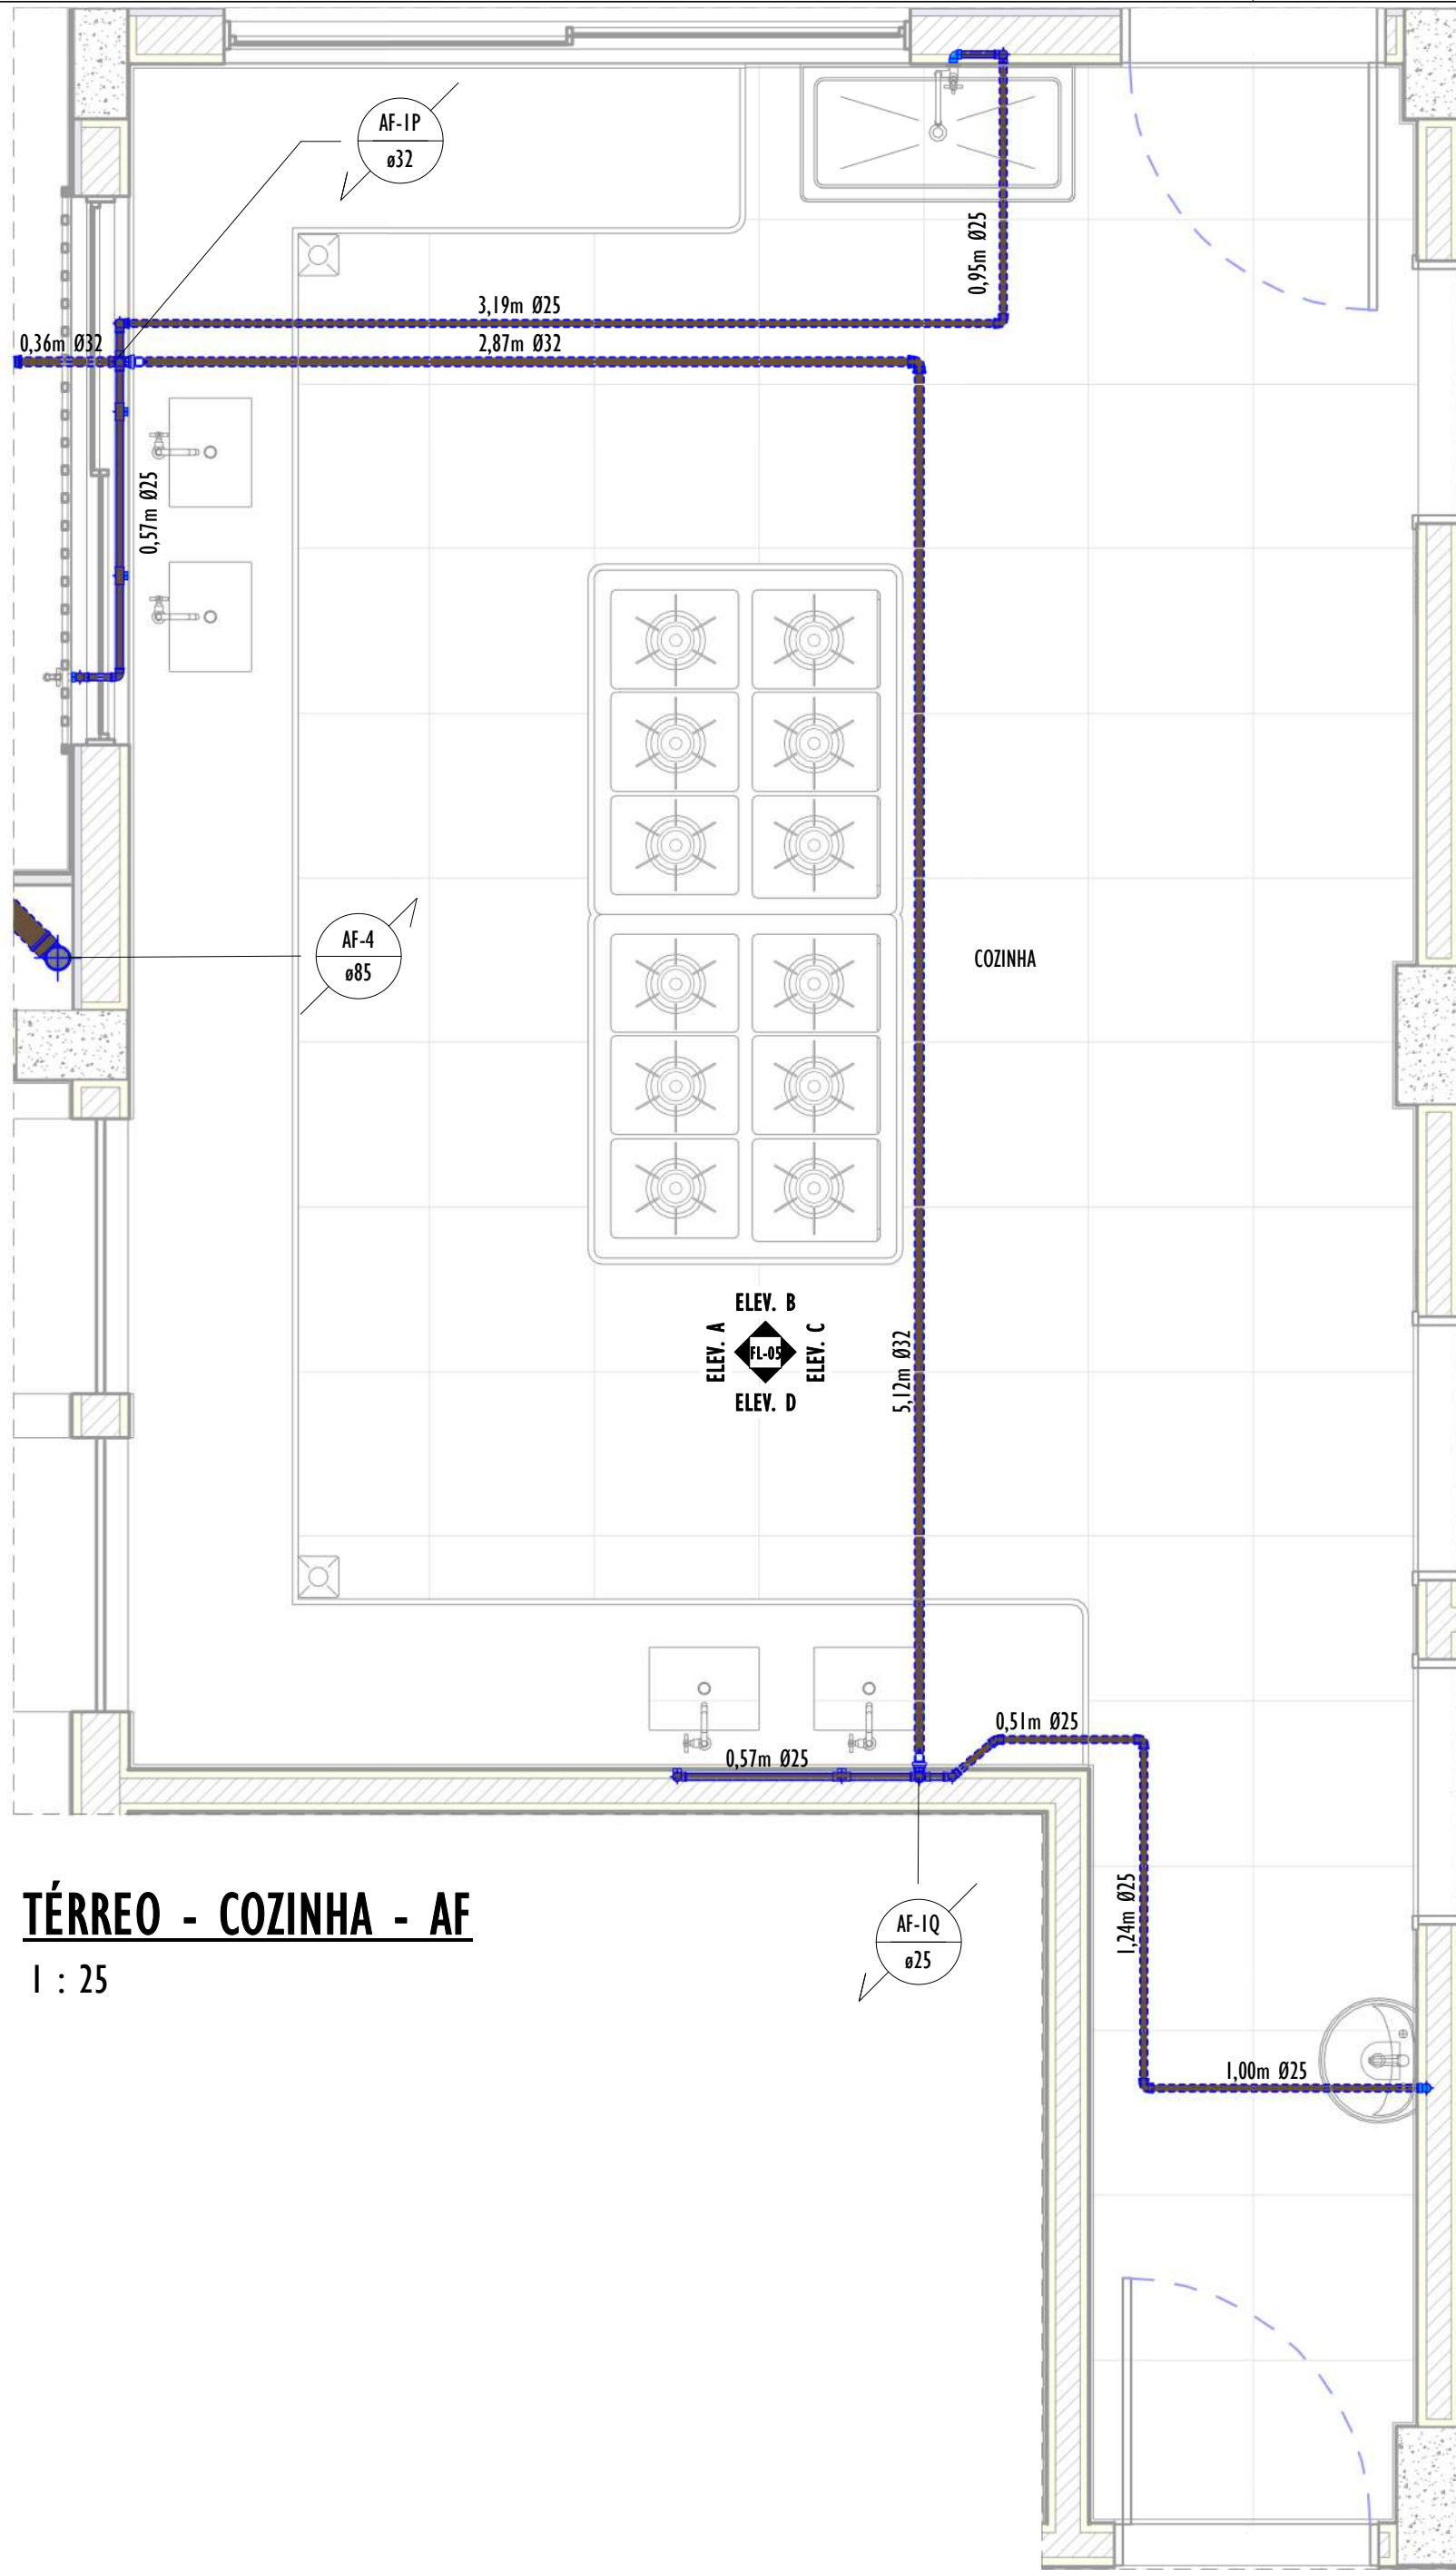 AF-1P
ø32
0,95m Ø25
3,19m Ø25
0,36m Ø32
2,87m Ø32
0,57m Ø25
AF-4
ø85
COZINHA
ELEV. B
ELEV. A
FL-05
ELEV. C
ELEV. D
5,12m Ø32
0,51m Ø25
0,57m Ø25
AF-1Q
ø25
1,24m Ø25
1,00m Ø25
TÉRREO - COZINHA - AF
1 : 25